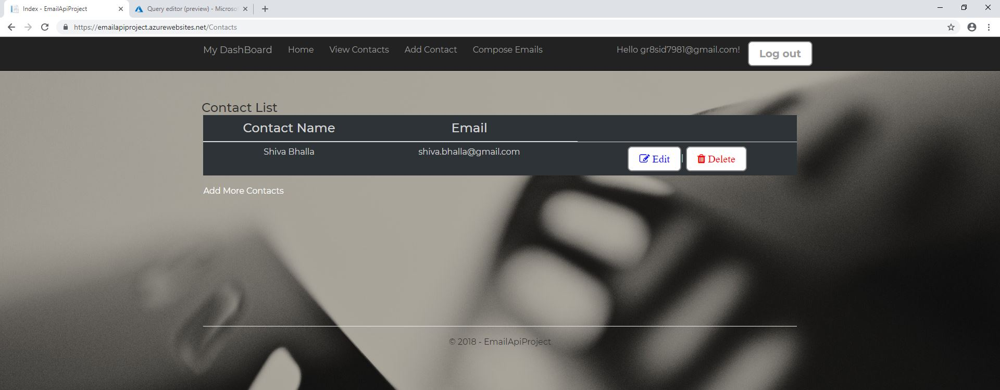 Index - EmailApiProject
Query editor (preview) - Microso
https://emailapiproject.azurewebsites.net/Contacts
My DashBoard Home View Contacts Add Contact Compose Emails Hello gr8sid7981@gmail.com! Log out
Contact List
Contact Name Email
Shiva Bhalla shiva.bhalla@gmail.com Edit | Delete
Add More Contacts
© 2018 - EmailApiProject